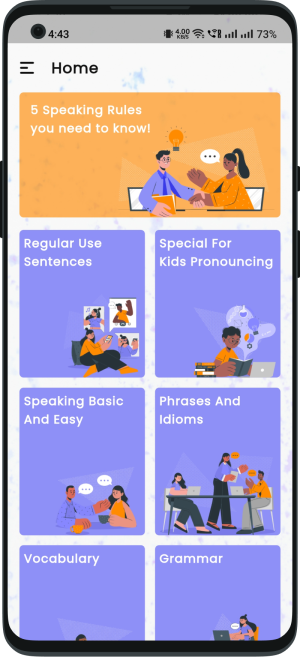 4:43
4.00
KB/S
73%
Home
5 Speaking Rules
you need to know!
Regular Use
Sentences
Special For
Kids Pronouncing
Speaking Basic
And Easy
Phrases And
Idioms
Vocabulary
Grammar